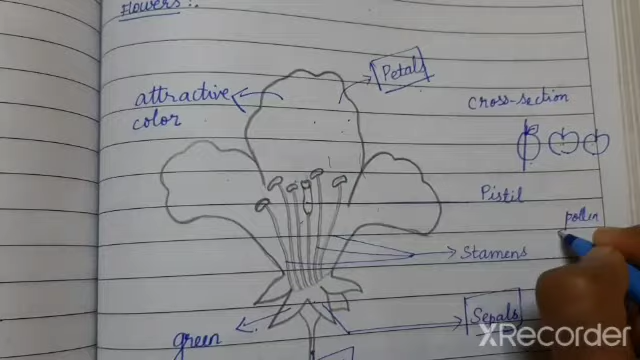 Flowers :.
Petals
attractive
color
cross-section
Pistil
pollen
Stamens
Sepals
green
XRecorder